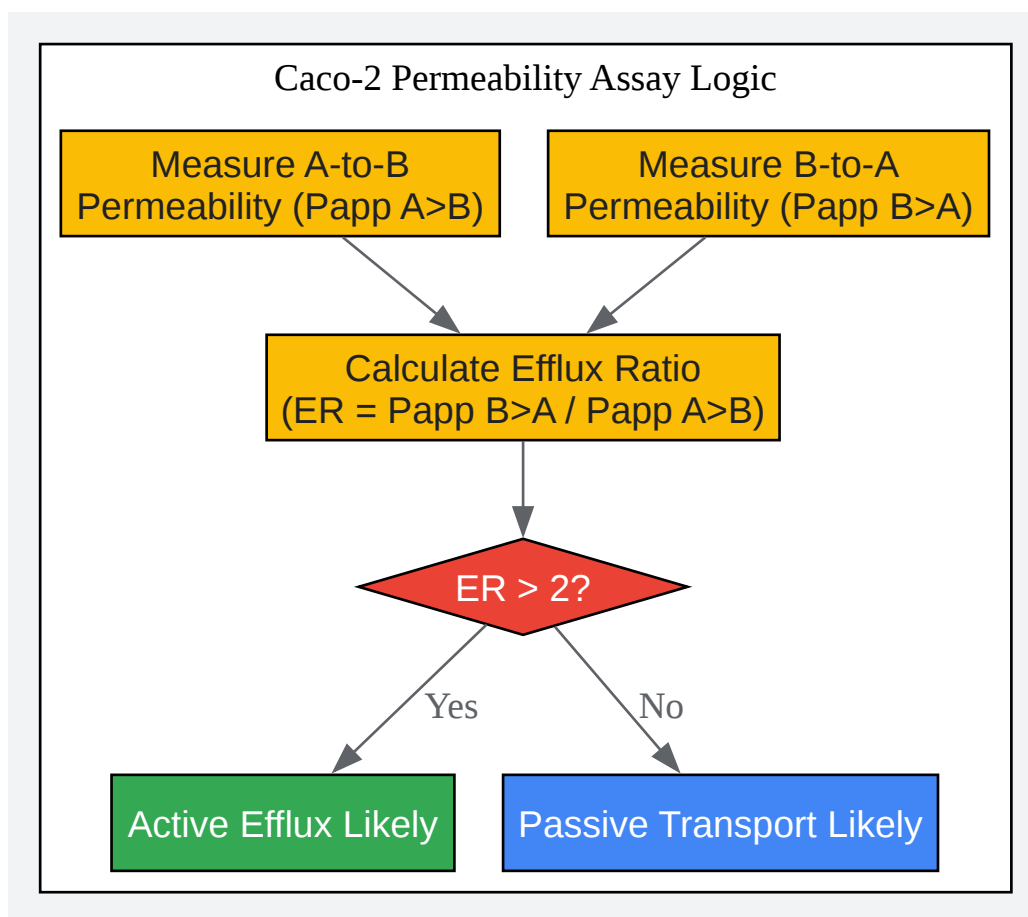 Caco-2 Permeability Assay Logic
Measure A-to-B
Permeability (Papp A>B)
Measure B-to-A
Permeability (Papp B>A)
Calculate Efflux Ratio
(ER = Papp B>A / Papp A>B)
ER > 2?
Yes
No
Active Efflux Likely
Passive Transport Likely